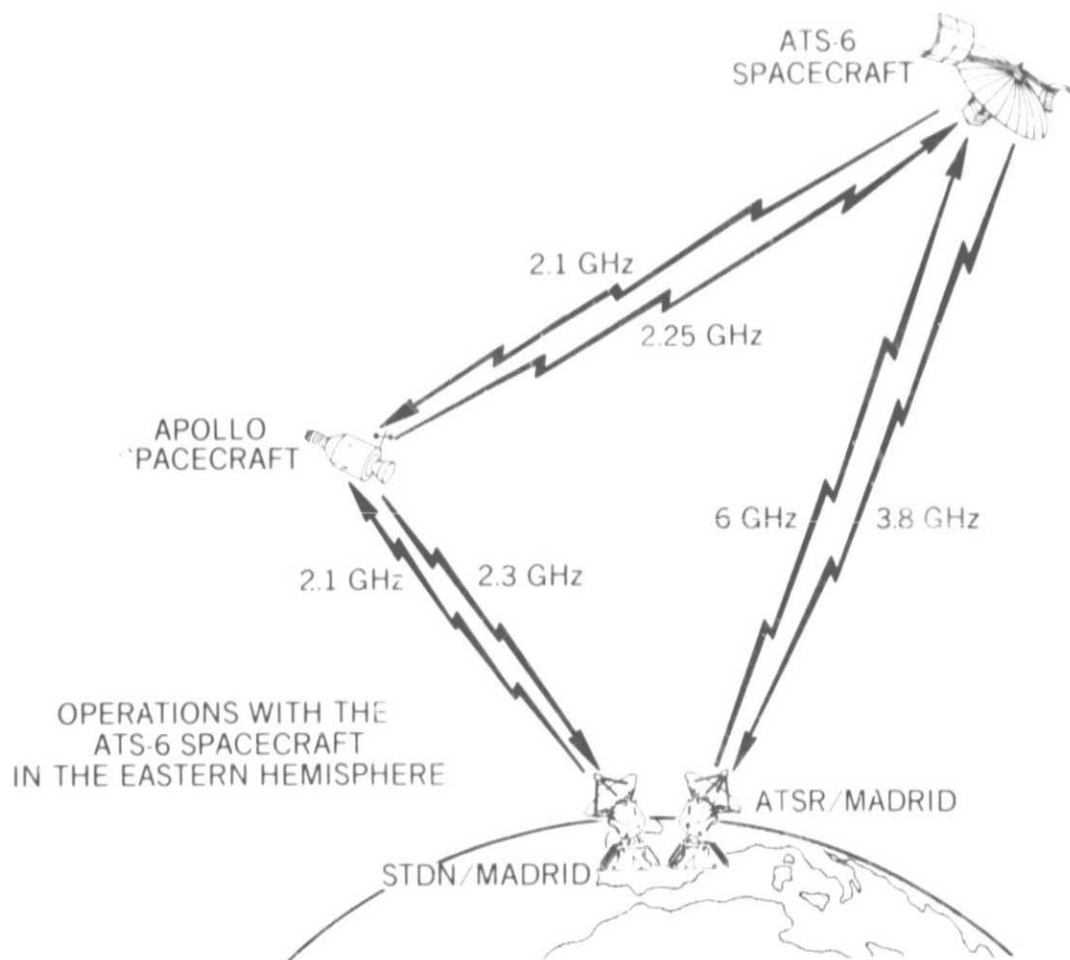 ATS-6
SPACECRAFT
2.1 GHz
2.25 GHz
APOLLO
PACECRAFT
6 GHz
3.8 GHz
2.1 GHz
2.3 GHz
OPERATIONS WITH THE
ATS-6 SPACECRAFT
IN THE EASTERN HEMISPHERE
ATSR/MADRID
STDN/MADRID